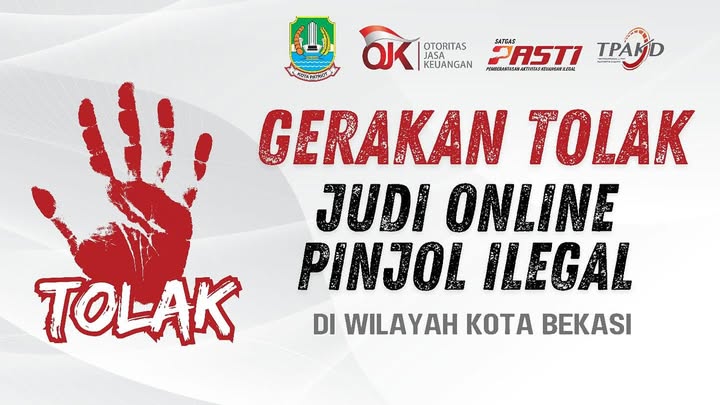 KOTA PATRIOT
OJK OTORITAS
JASA
KEUANGAN
SATGAS
PASTI
PEMBERANTASAN AKTIVITAS KEUANGAN ILEGAL
TPAKD
GERAKAN TOLAK
JUDI ONLINE
PINJOL ILEGAL
DI WILAYAH KOTA BEKASI
TOLAK